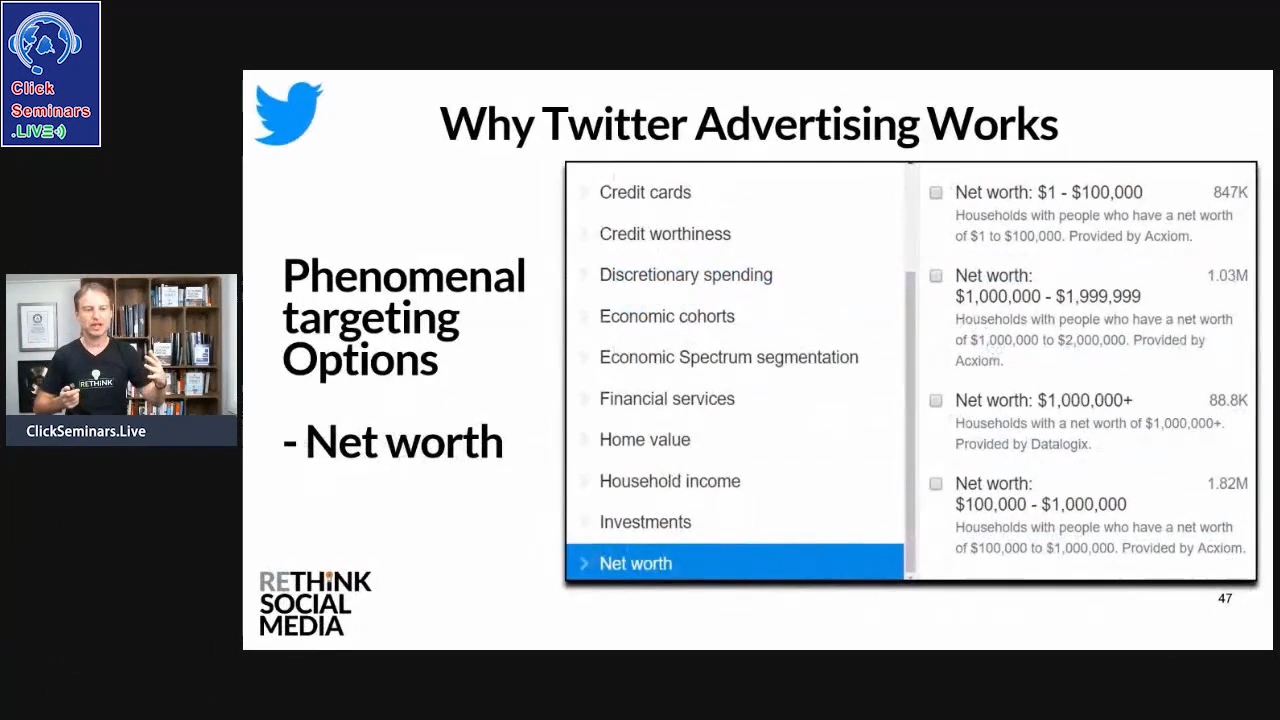 Click
Seminars
.LIVE
Why Twitter Advertising Works
Phenomenal
targeting
Options
- Net worth
Credit cards
Credit worthiness
Discretionary spending
Economic cohorts
Economic Spectrum segmentation
Financial services
Home value
Household income
Investments
Net worth
Net worth: $1 - $100,000 847K
Households with people who have a net worth
of $1 to $100,000. Provided by Acxiom.
Net worth: 1.03M
$1,000,000 - $1,999,999
Households with people who have a net worth
of $1,000,000 to $2,000,000. Provided by
Acxiom.
Net worth: $1,000,000+ 88.8K
Households with a net worth of $1,000,000+.
Provided by Datalogix.
Net worth: 1.82M
$100,000 - $1,000,000
Households with people who have a net worth
of $100,000 to $1,000,000. Provided by Acxiom.
RETHINK
ClickSeminars.Live
RETHINK
SOCIAL
MEDIA
47